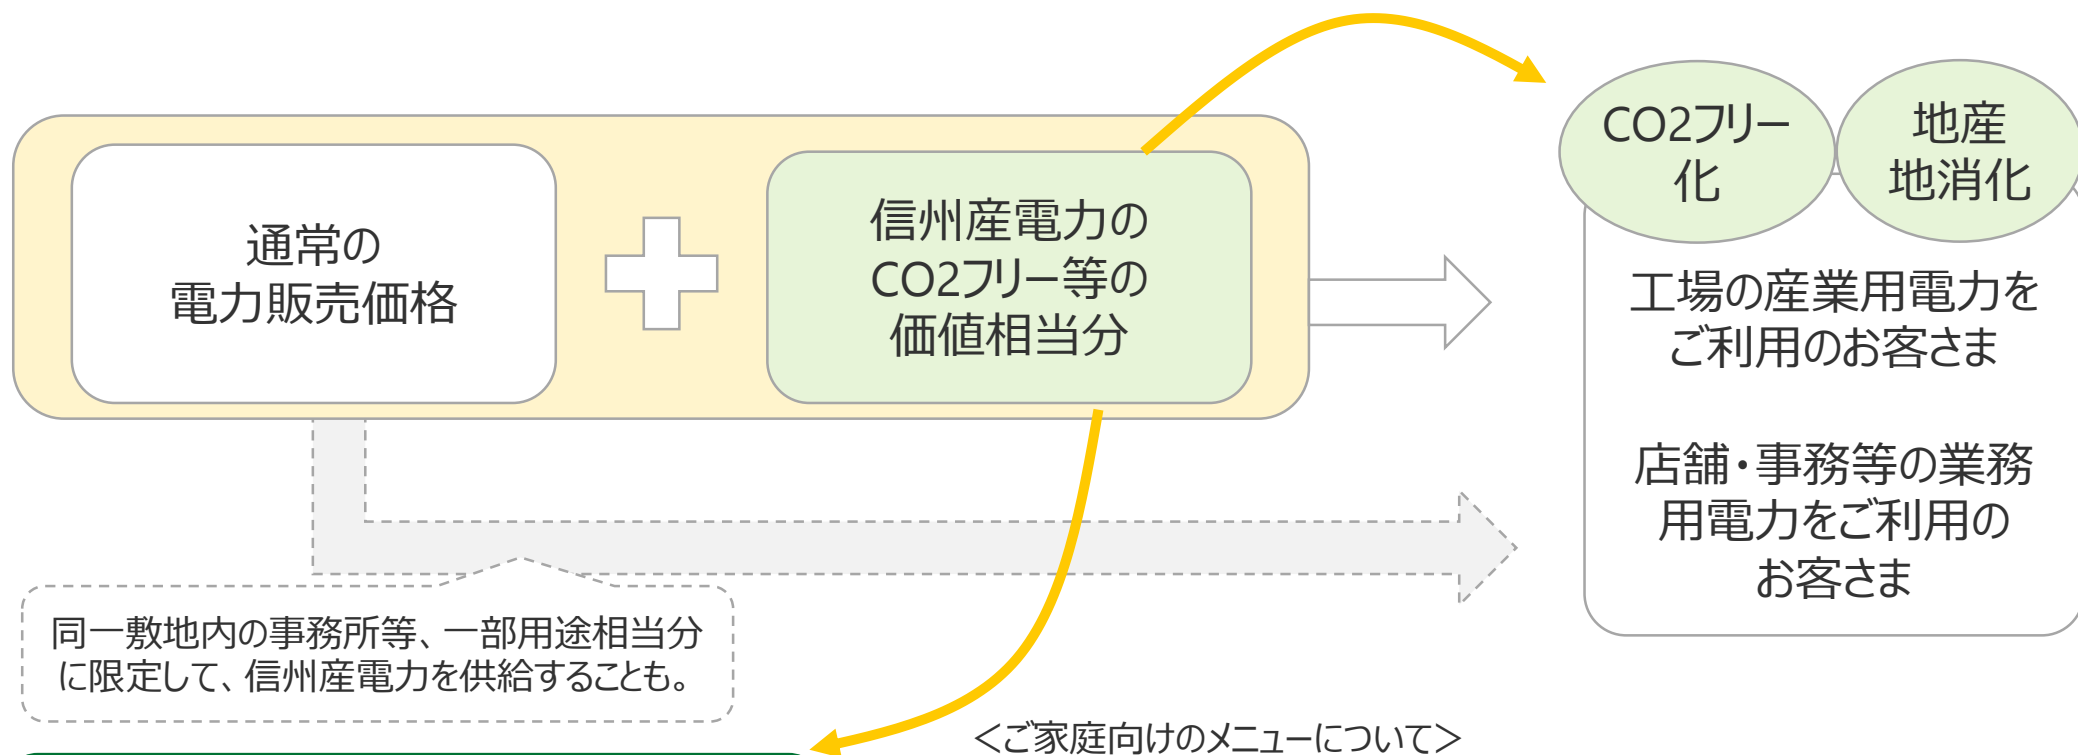 通常の
電力販売価格
信州産電力の
CO2フリー等の
価値相当分
CO2フリー
化
地産
地消化
工場の産業用電力を
ご利用のお客さま
店舗・事務等の業務
用電力をご利用の
お客さま
同一敷地内の事務所等、一部用途相当分
に限定して、信州産電力を供給することも。
＜ご家庭向けのメニューについて＞